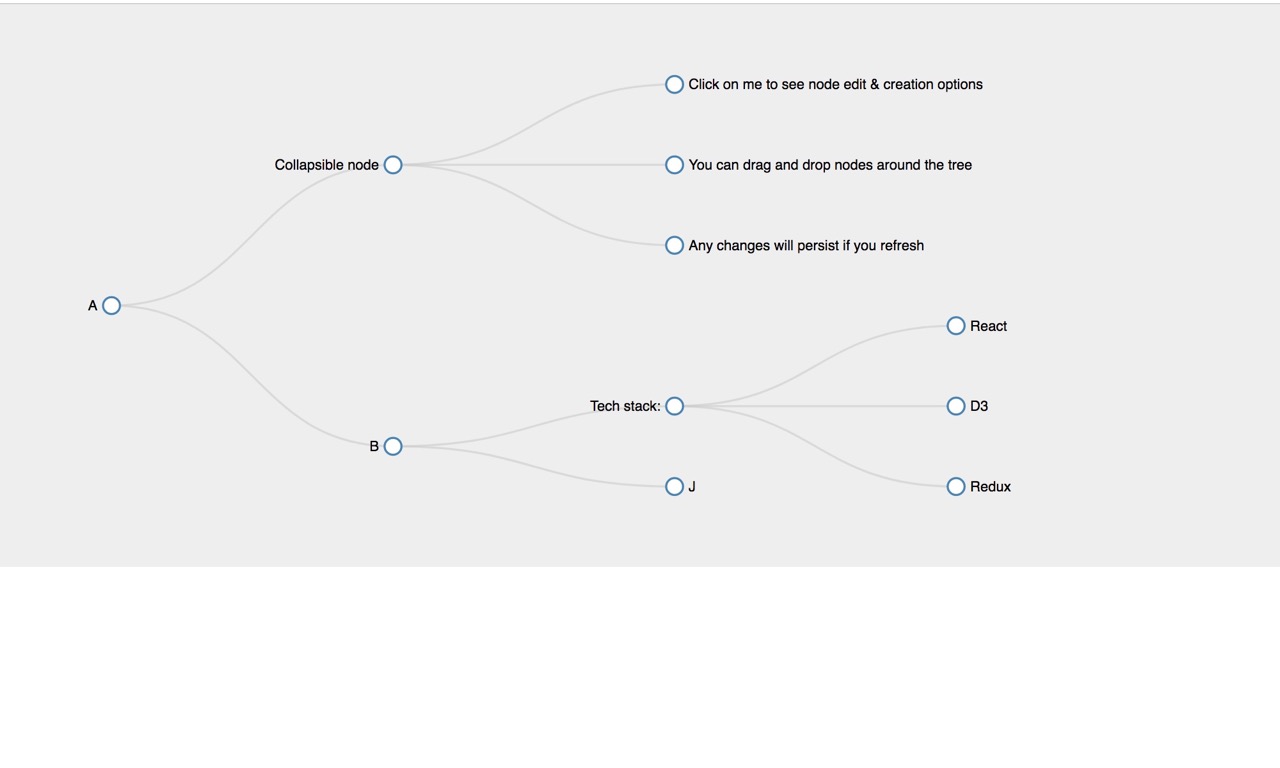 Click on me to see node edit & creation options
Collapsible node
You can drag and drop nodes around the tree
Any changes will persist if you refresh
A
React
Tech stack:
D3
B
J
Redux